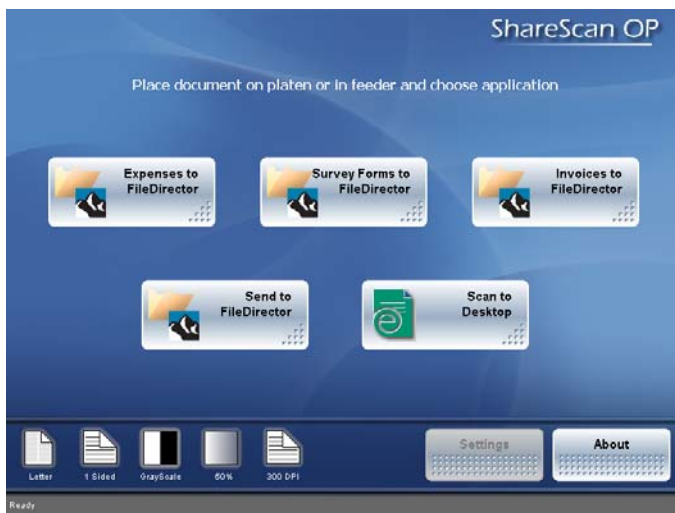 ShareScan OP
Place document on platen or in feeder and choose application
Expenses to
FileDirector
Survey Forms to
FileDirector
Invoices to
FileDirector
Send to
FileDirector
Scan to
Desktop
Letter
1 Sided
GrayScale
60%
300 DPI
Settings
About
Ready